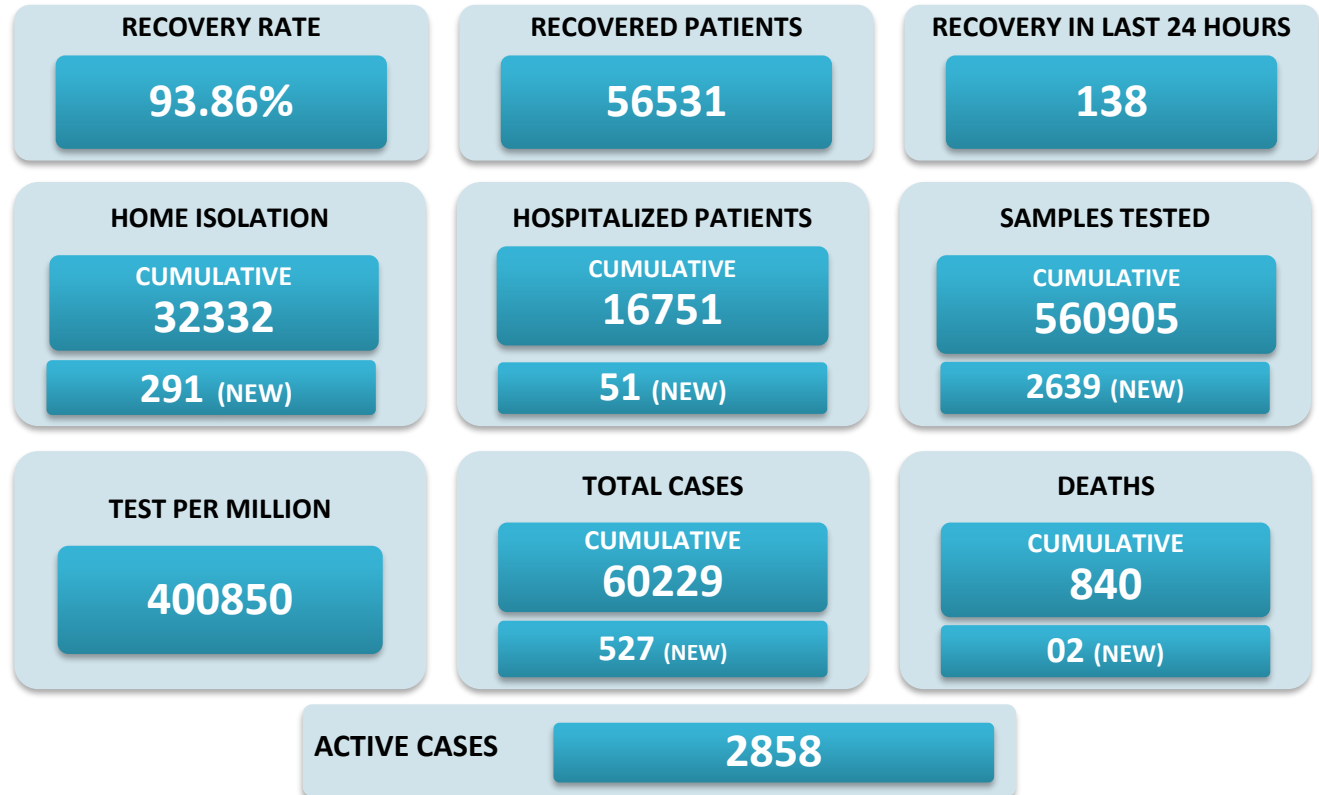 RECOVERY RATE
93.86%
RECOVERED PATIENTS
56531
RECOVERY IN LAST 24 HOURS
138
HOME ISOLATION
CUMULATIVE
32332
291 (NEW)
HOSPITALIZED PATIENTS
CUMULATIVE
16751
51 (NEW)
SAMPLES TESTED
CUMULATIVE
560905
2639 (NEW)
TEST PER MILLION
400850
TOTAL CASES
CUMULATIVE
60229
527 (NEW)
DEATHS
CUMULATIVE
840
02 (NEW)
ACTIVE CASES
2858